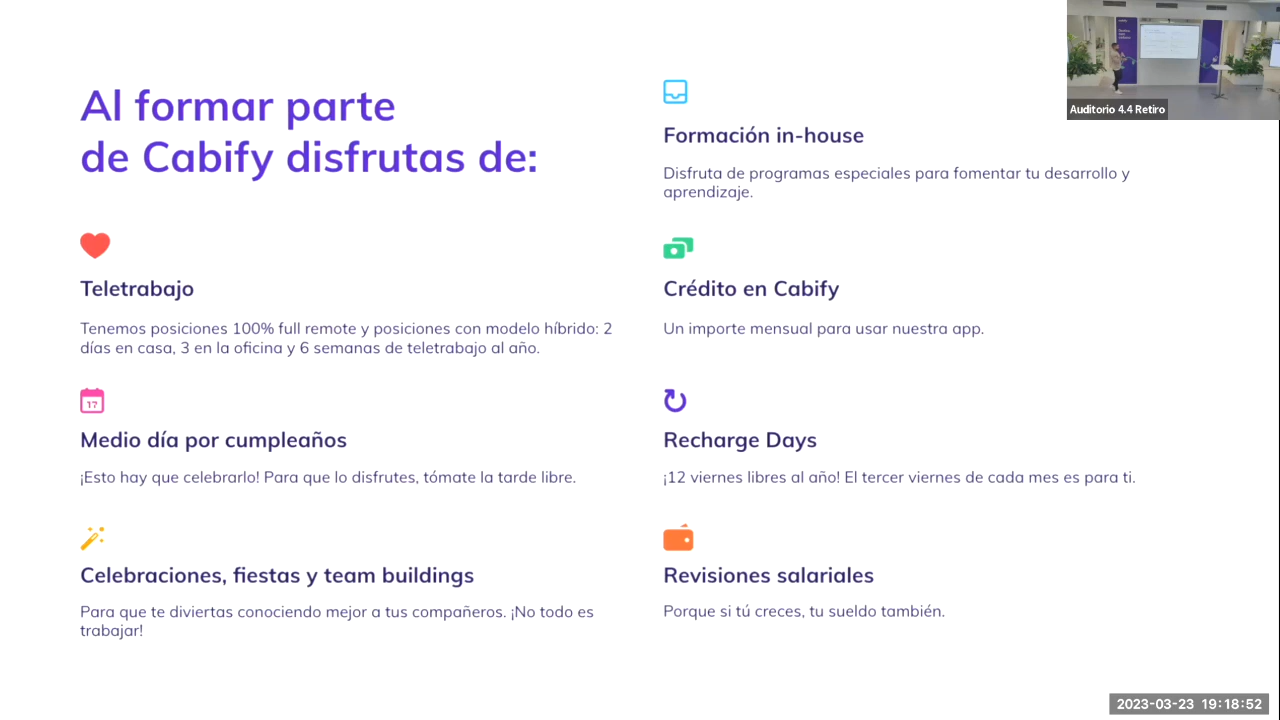 Al formar parte
de Cabify disfrutas de:
Teletrabajo
Tenemos posiciones 100% full remote y posiciones con modelo híbrido: 2
días en casa, 3 en la oficina y 6 semanas de teletrabajo al año.
17
Medio día por cumpleaños
¡Esto hay que celebrarlo! Para que lo disfrutes, tómate la tarde libre.
Celebraciones, fiestas y team buildings
Para que te diviertas conociendo mejor a tus compañeros. ¡No todo es
trabajar!
Formación in-house
Disfruta de programas especiales para fomentar tu desarrollo y
aprendizaje.
Crédito en Cabify
Un importe mensual para usar nuestra app.
Recharge Days
¡12 viernes libres al año! El tercer viernes de cada mes es para ti.
Revisiones salariales
Porque si tú creces, tu sueldo también.
Auditorio 4.4 Retiro
2023-03-23 19:18:52